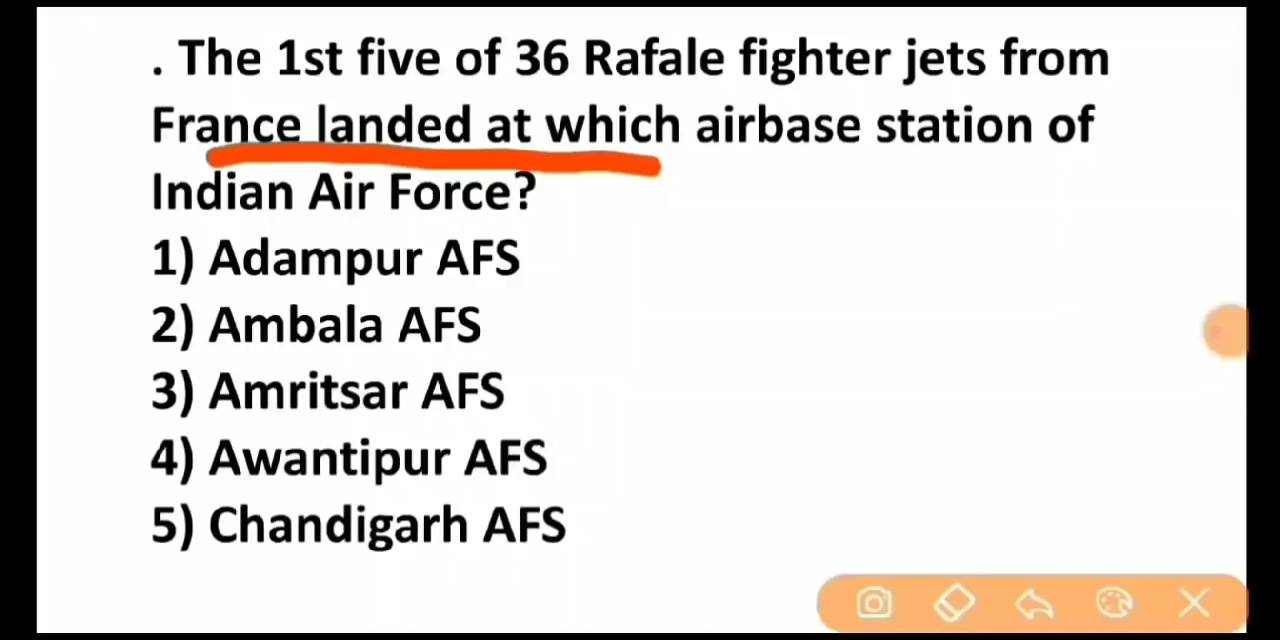 . The 1st five of 36 Rafale fighter jets from
France landed at which airbase station of
Indian Air Force?
1) Adampur AFS
2) Ambala AFS
3) Amritsar AFS
4) Awantipur AFS
5) Chandigarh AFS